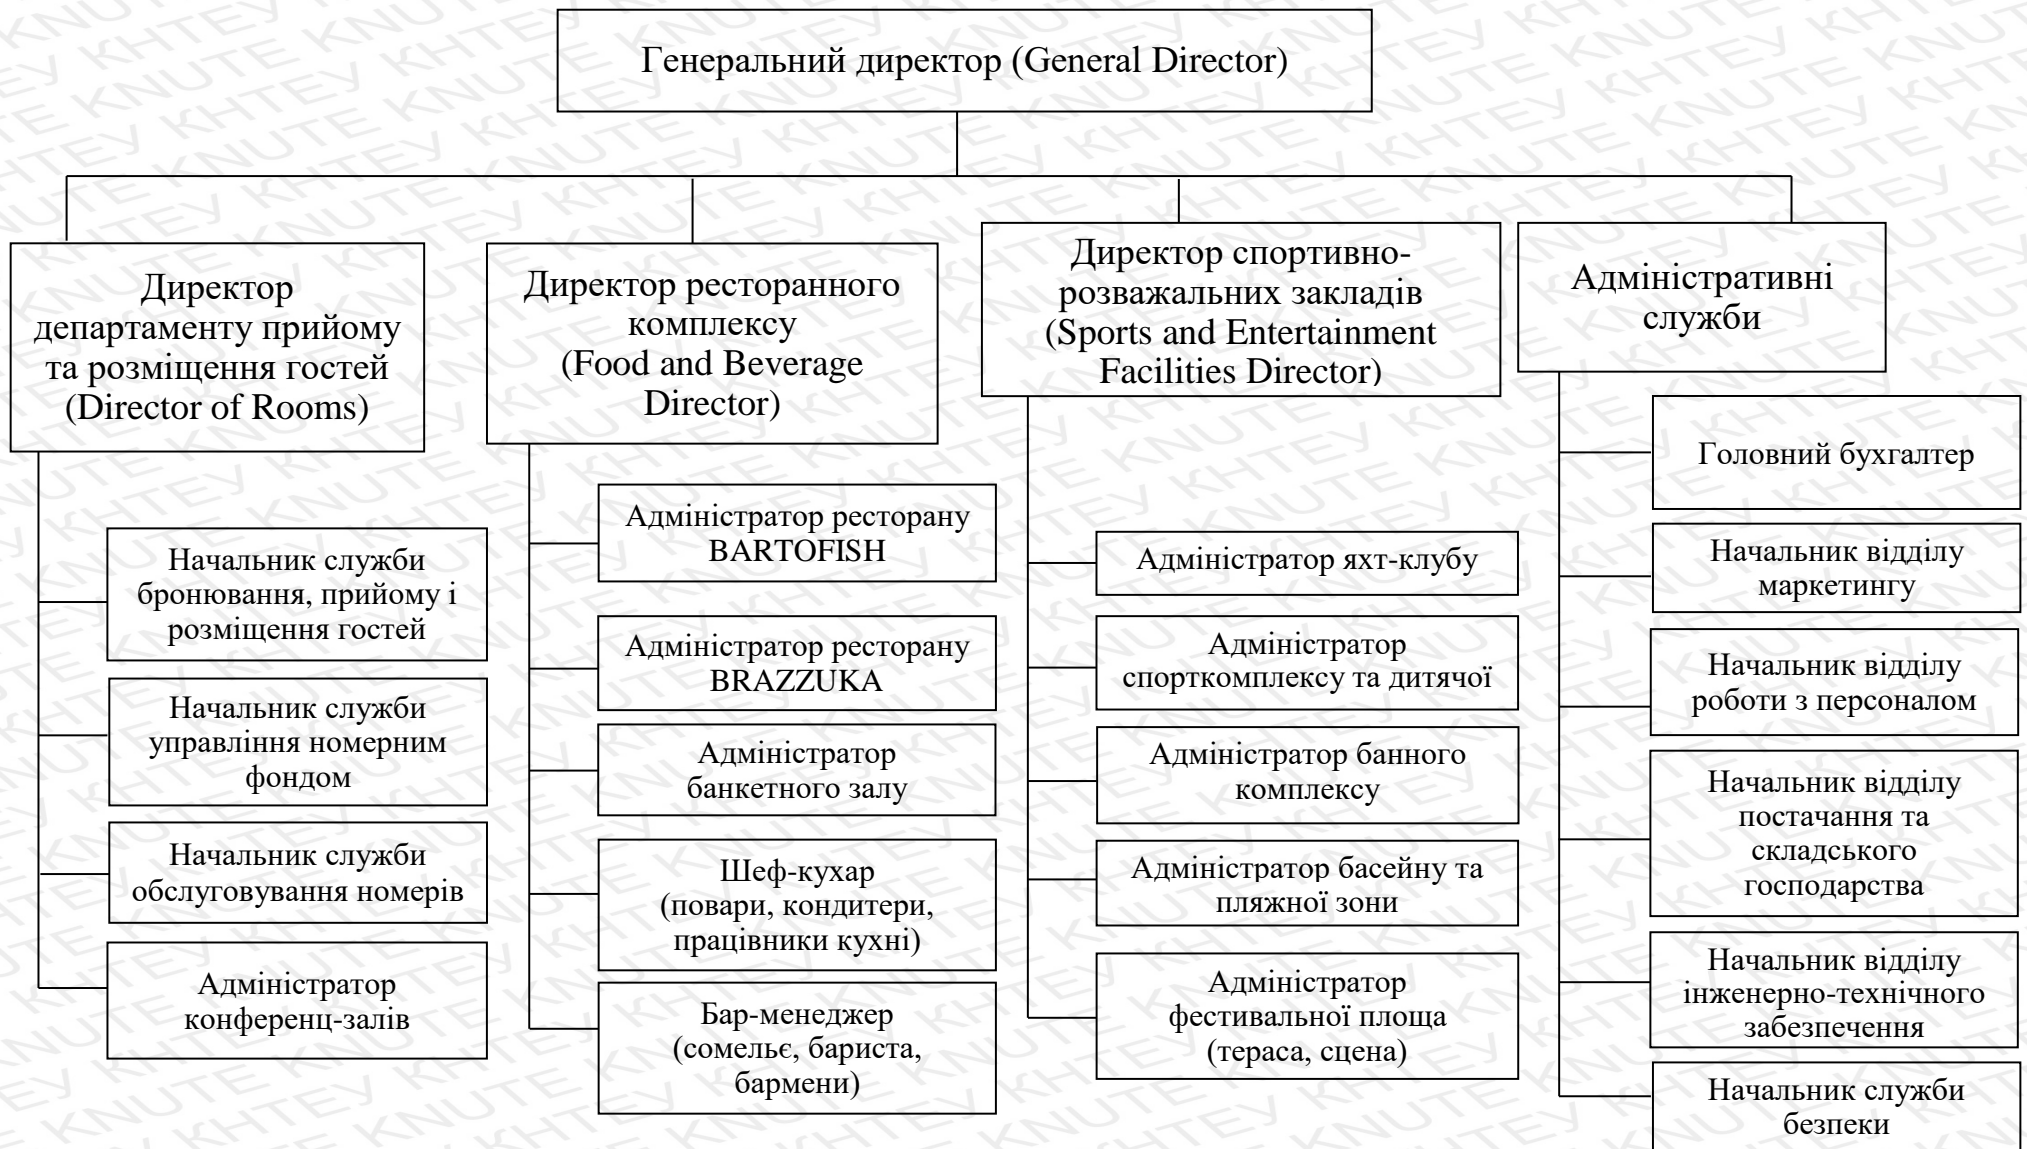 Генеральний директор (General Director)
Директор
департаменту прийому
та розміщення гостей
(Director of Rooms)
Начальник служби
бронювання, прийому і
розміщення гостей
Начальник служби
управління номерним
фондом
Начальник служби
обслуговування номерів
Адміністратор
конференц-залів
Директор ресторанного
комплексу
(Food and Beverage
Director)
Адміністратор ресторану
BARTOFISH
Адміністратор ресторану
BRAZZUKA
Адміністратор
банкетного залу
Шеф-кухар
(повари, кондитери,
працівники кухні)
Бар-менеджер
(сомельє, бариста,
бармени)
Директор спортивно-
розважальних закладів
(Sports and Entertainment
Facilities Director)
Адміністратор яхт-клубу
Адміністратор
спорткомплексу та дитячої
Адміністратор банного
комплексу
Адміністратор басейну та
пляжної зони
Адміністратор
фестивальної площа
(тераса, сцена)
Адміністративні
служби
Головний бухгалтер
Начальник відділу
маркетингу
Начальник відділу
роботи з персоналом
Начальник відділу
постачання та
складського
господарства
Начальник відділу
інженерно-технічного
забезпечення
Начальник служби
безпеки